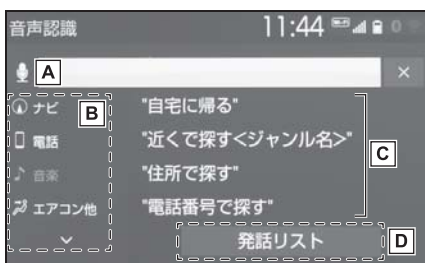 音声認識 11:44
A ×
ナビ B "自宅に帰る"
電話 "近くで探す<ジャンル名>" C
音楽 "住所で探す"
エアコン他 "電話番号で探す"
発話リスト D